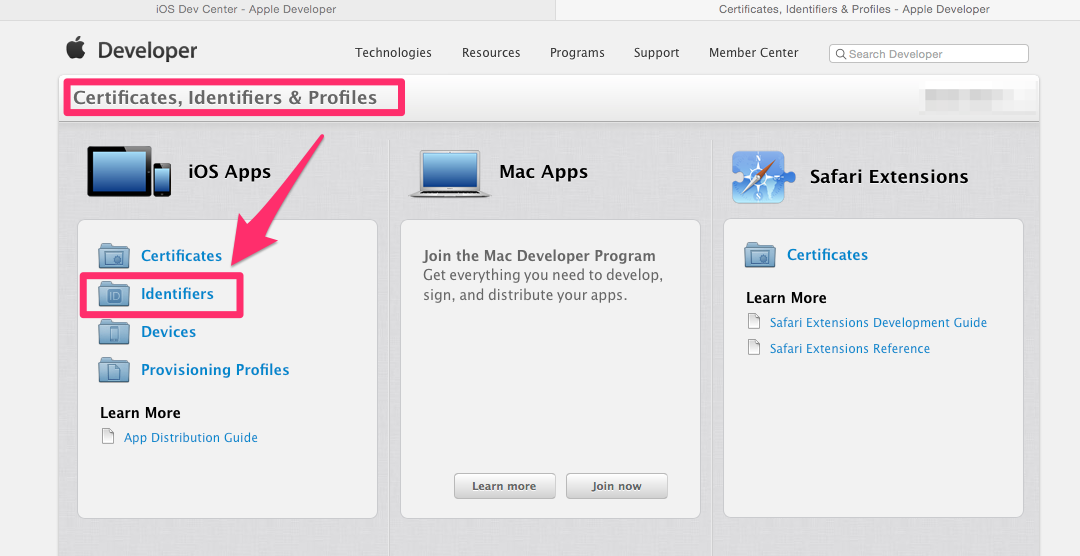 iOS Dev Center - Apple Developer
Certificates, Identifiers & Profiles - Apple Developer
Developer
Technologies
Resources
Programs
Support
Member Center
Search Developer
Certificates, Identifiers & Profiles
iOS Apps
Certificates
ID
Identifiers
Devices
Provisioning Profiles
Learn More
App Distribution Guide
Mac Apps
Join the Mac Developer Program
Get everything you need to develop,
sign, and distribute your apps.
Learn more
Join now
Safari Extensions
Certificates
Learn More
Safari Extensions Development Guide
Safari Extensions Reference